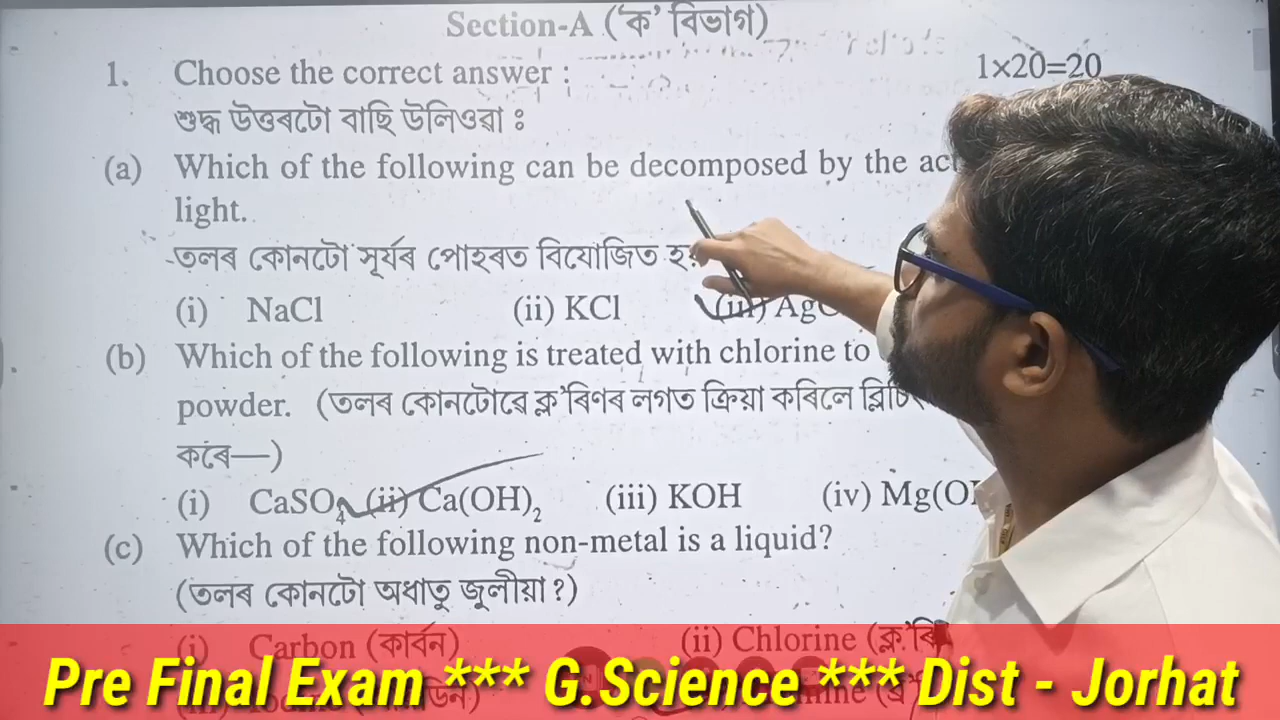 Section-A ('ক' বিভাগ)
1. Choose the correct answer : 1×20=20
শুদ্ধ উত্তৰটো বাছি উলিওৱা ঃ
(a) Which of the following can be decomposed by the
light.
তলৰ কোনটো সূৰ্যৰ পোহৰত বিযোজিত
(i) NaCl (ii) KCl (iii)
(b) Which of the following is treated with chlorine to
powder. (তলৰ কোনটোৱে ক্ল'ৰিণৰ লগত ক্ৰিয়া কৰিলে
কৰে—)
(i) CaSO₄ (ii) Ca(OH)₂ (iii) KOH (iv)
(c) Which of the following non-metal is a liquid?
(তলৰ কোনটো অধাতু জুলীয়া?)
(i) Carbon (কাৰ্বন) (ii) Chlorine
Pre Final Exam *** G.Science *** Dist - Jorhat